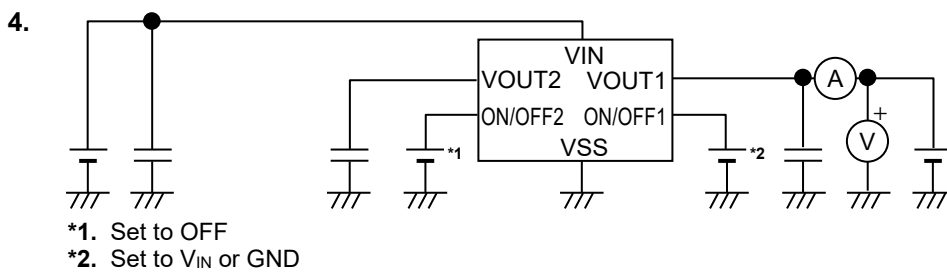 4.
VIN
VOUT2 VOUT1
ON/OFF2 ON/OFF1
VSS
A
+
V
*1
*2
*1. Set to OFF
*2. Set to VIN or GND